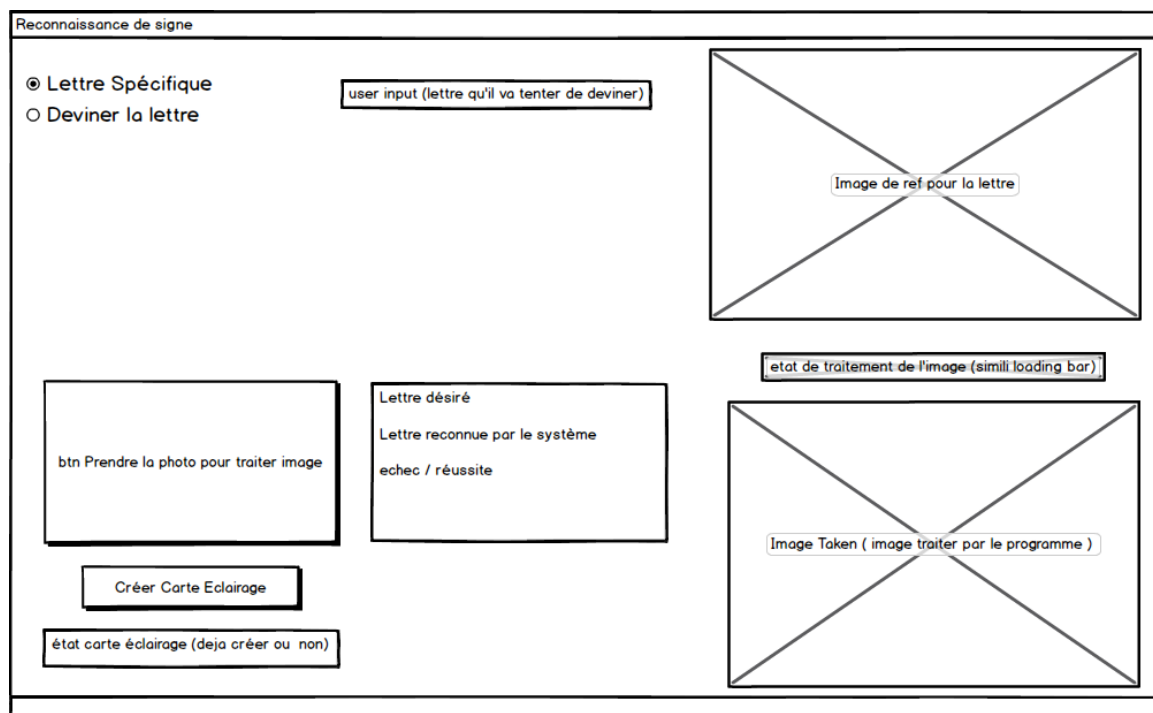 Reconnaissance de signe
Lettre Spécifique
Deviner la lettre
user input (lettre qu'il va tenter de deviner)
Image de ref pour la lettre
etat de traitement de l'image (simili loading bar)
btn Prendre la photo pour traiter image
Lettre désiré
Lettre reconnue par le système
echec / réussite
Image Taken ( image traiter par le programme )
Créer Carte Eclairage
état carte éclairage (deja créer ou non)